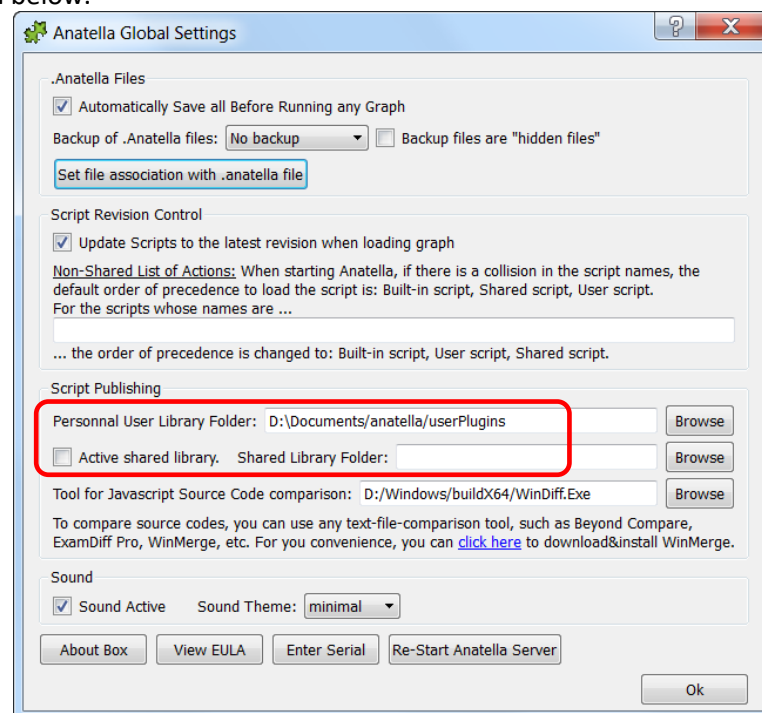 below:
Anatella Global Settings
.Anatella Files
Automatically Save all Before Running any Graph
Backup of .Anatella files: No backup Backup files are "hidden files"
Set file association with .anatella file
Script Revision Control
Update Scripts to the latest revision when loading graph
Non-Shared List of Actions: When starting Anatella, if there is a collision in the script names, the
default order of precedence to load the script is: Built-in script, Shared script, User script.
For the scripts whose names are ...
... the order of precedence is changed to: Built-in script, User script, Shared script.
Script Publishing
Personnal User Library Folder: D:\Documents/anatella/userPlugins Browse
Active shared library. Shared Library Folder: Browse
Tool for Javascript Source Code comparison: D:/Windows/buildX64/WinDiff.Exe Browse
To compare source codes, you can use any text-file-comparison tool, such as Beyond Compare,
ExamDiff Pro, WinMerge, etc. For you convenience, you can click here to download&install WinMerge.
Sound
Sound Active Sound Theme: minimal
About Box View EULA Enter Serial Re-Start Anatella Server
Ok